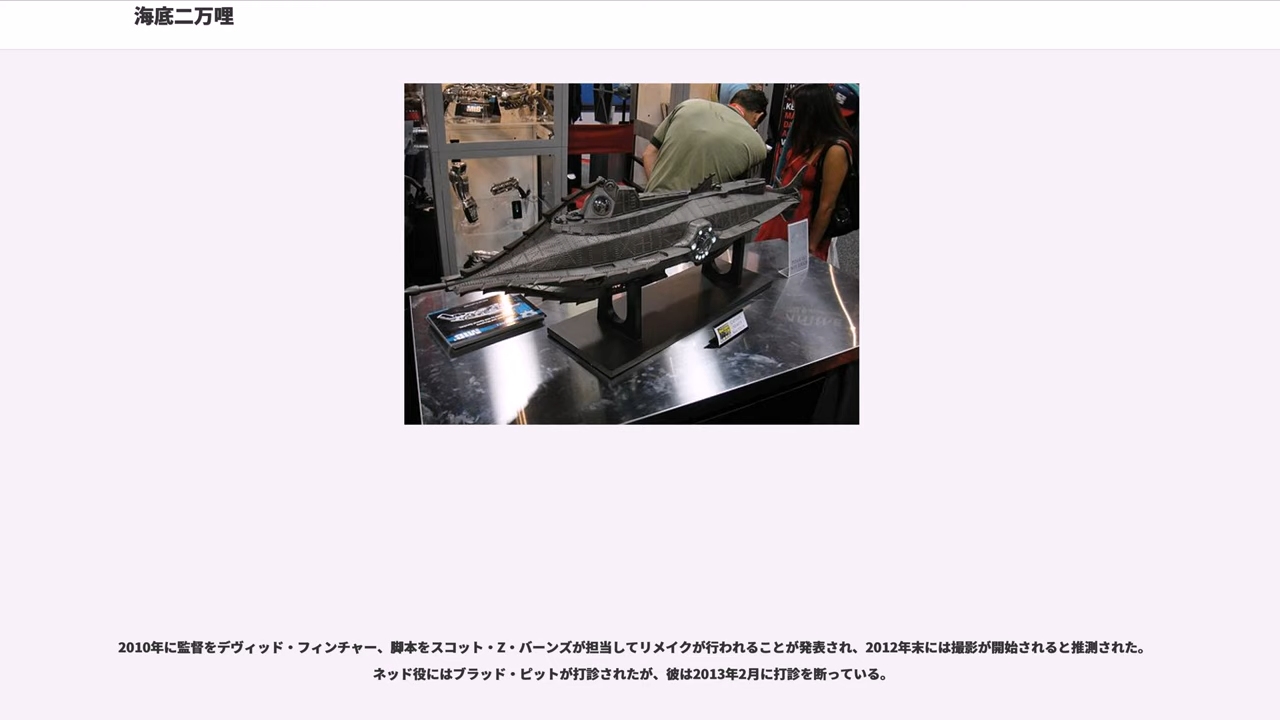 海底二万哩
2010年に監督をデヴィッド・フィンチャー、脚本をスコット・Z・バーンズが担当してリメイクが行われることが発表され、2012年末には撮影が開始されると推測された。
ネッド役にはブラッド・ピットが打診されたが、彼は2013年2月に打診を断っている。